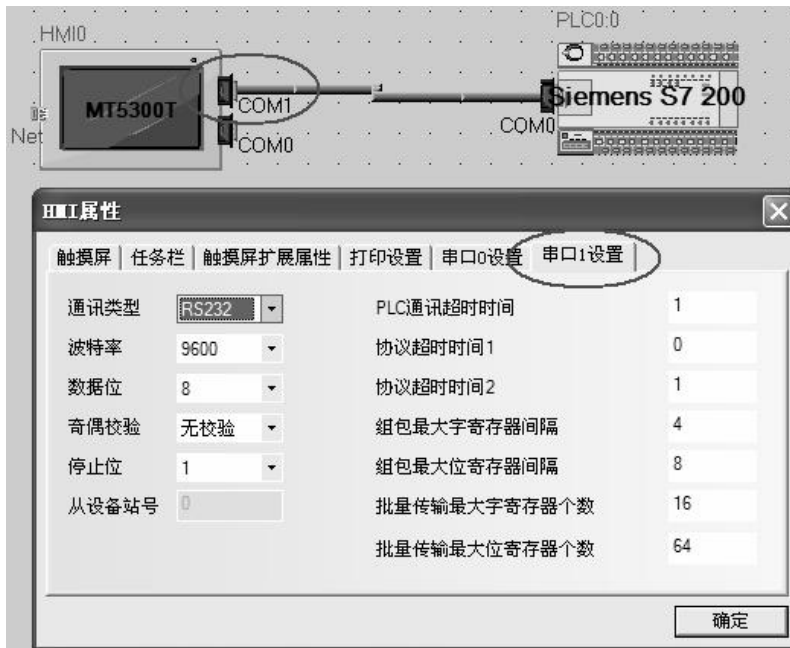 HMI0
PLC0:0
MT5300T
COM1
Siemens S7 200
Net
COM0
COM0
HMI属性
触摸屏 任务栏 触摸屏扩展属性 打印设置 串口0设置 串口1设置
通讯类型 RS232 PLC通讯超时时间 1
波特率 9600 协议超时时间1 0
数据位 8 协议超时时间2 1
奇偶校验 无校验 组包最大字寄存器间隔 4
停止位 1 组包最大位寄存器间隔 8
从设备站号 0 批量传输最大字寄存器个数 16
批量传输最大位寄存器个数 64
确定